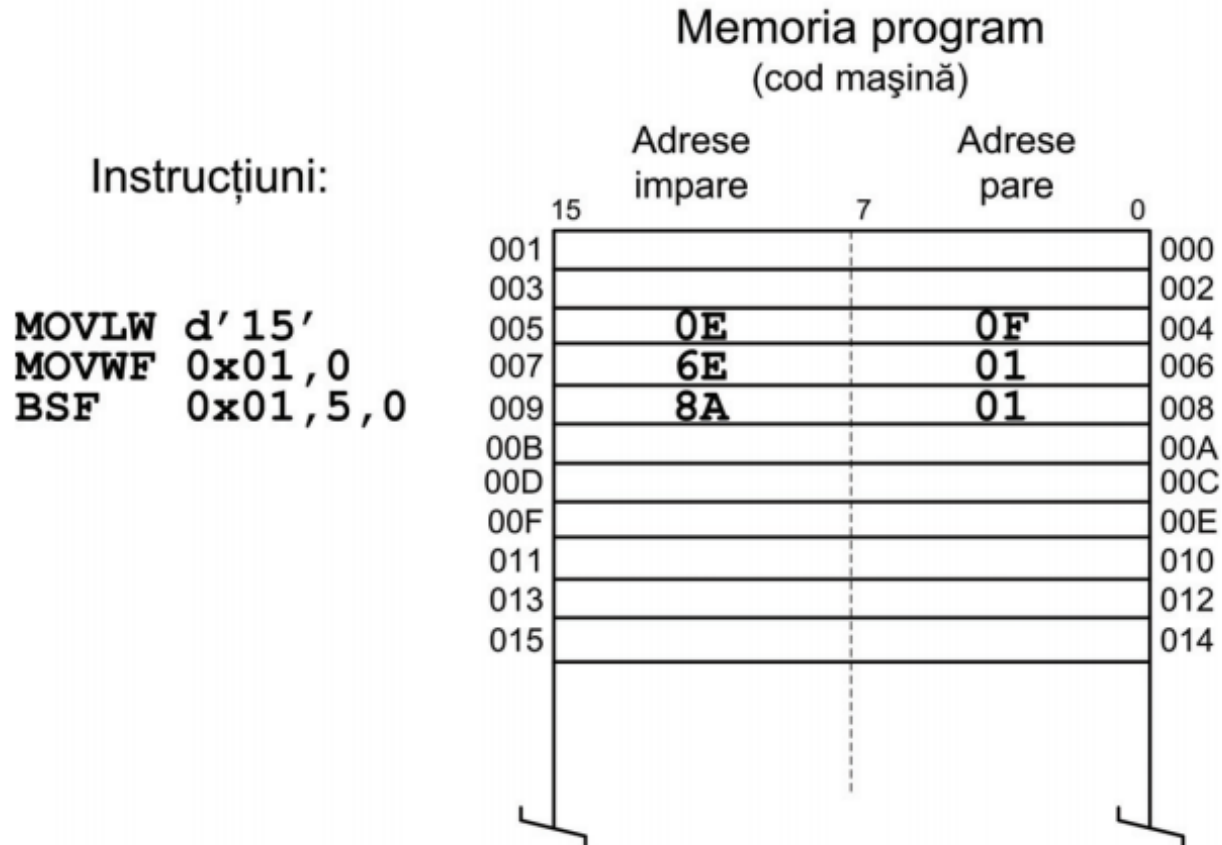 Memoria program
(cod maşină)
Adrese impare
Adrese pare
Instrucțiuni:
15 7 0
001 000
003 002
MOVLW d'15' 005 0E 0F 004
MOVWF 0x01,0 007 6E 01 006
BSF 0x01,5,0 009 8A 01 008
00B 00A
00D 00C
00F 00E
011 010
013 012
015 014